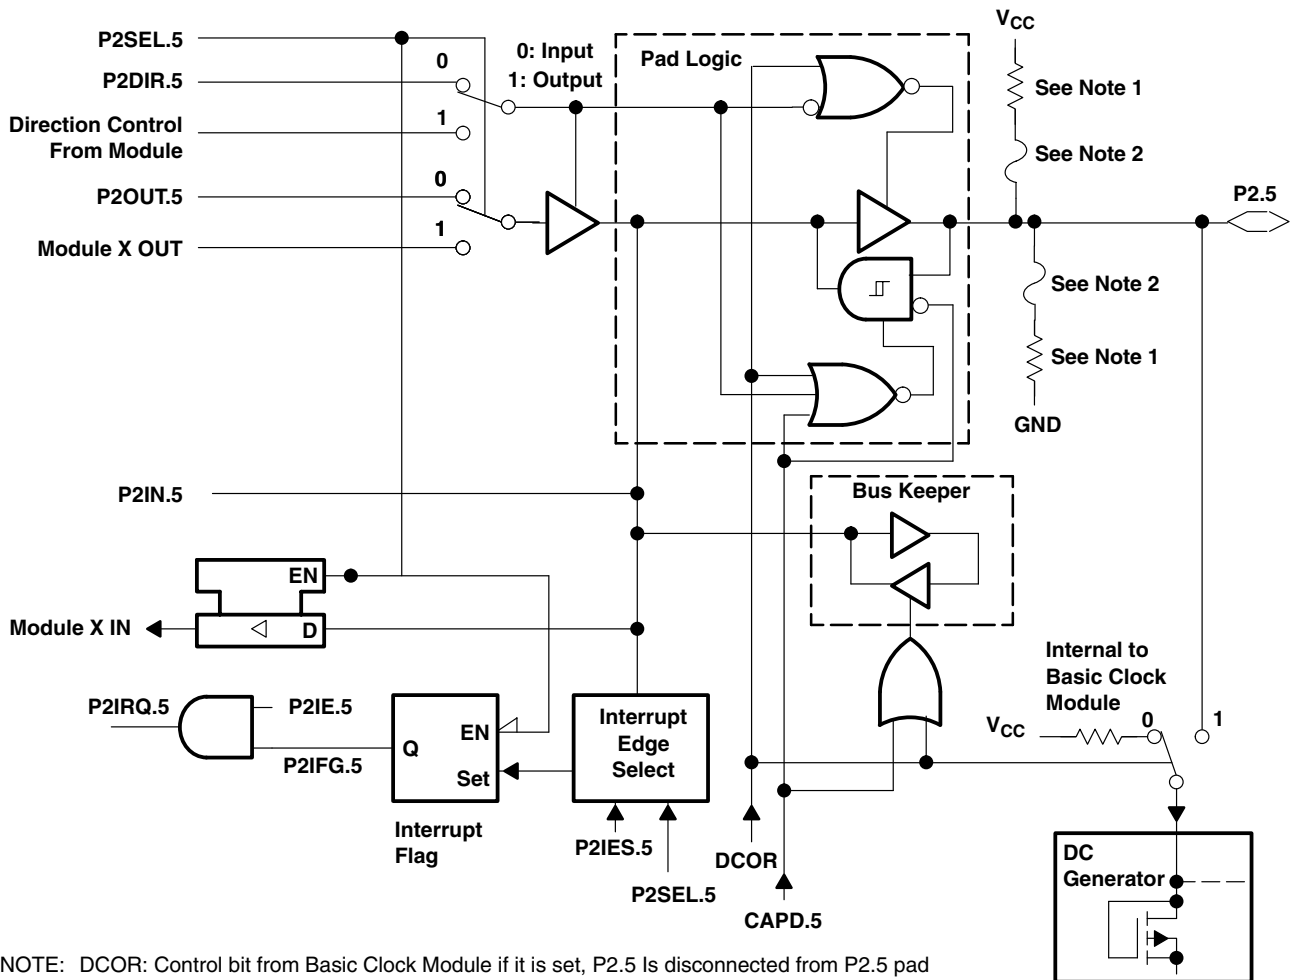 P2SEL.5
P2DIR.5
0
0: Input
1: Output
Direction Control
From Module
1
P2OUT.5
0
Module X OUT
1
Pad Logic
VCC
See Note 1
See Note 2
P2.5
See Note 2
See Note 1
GND
P2IN.5
Bus Keeper
EN
Module X IN
D
P2IRQ.5
P2IE.5
P2IFG.5
Q
EN
Set
Interrupt
Flag
Interrupt
Edge
Select
P2IES.5
P2SEL.5
DCOR
CAPD.5
Internal to
Basic Clock
Module
VCC
0
1
DC
Generator
NOTE: DCOR: Control bit from Basic Clock Module if it is set, P2.5 Is disconnected from P2.5 pad